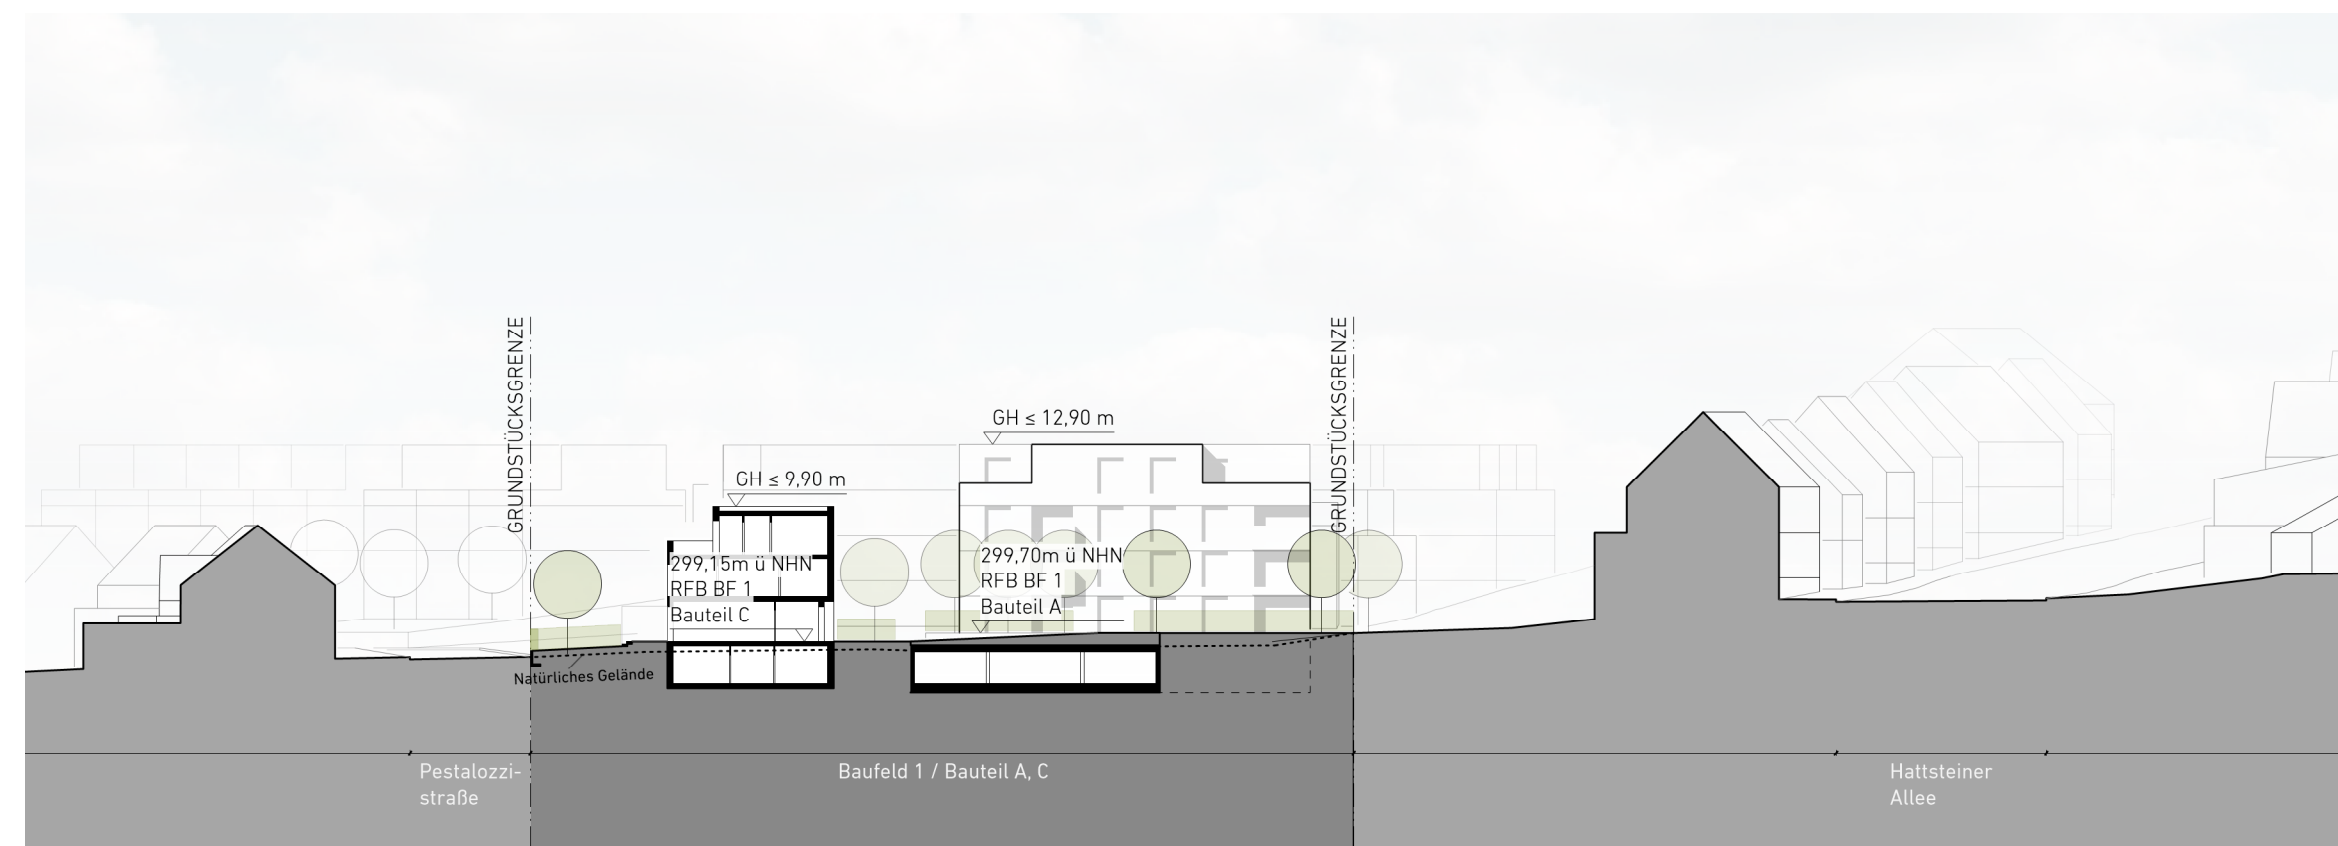 GRUNDSTÜCKSGRENZE
GRUNDSTÜCKSGRENZE
GH ≤ 12,90 m
GH ≤ 9,90 m
299,15m ü NHN
RFB BF 1
Bauteil C
299,70m ü NHN
RFB BF 1
Bauteil A
Natürliches Gelände
Pestalozzi-
straße
Baufeld 1 / Bauteil A, C
Hattsteiner
Allee